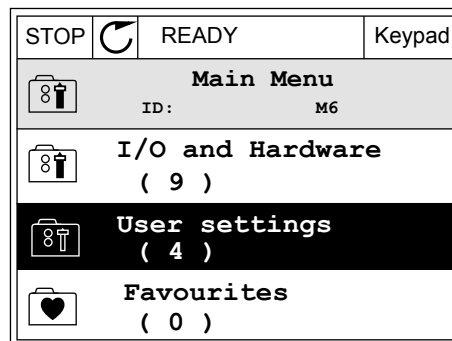 STOP READY Keypad
Main Menu
ID: M6
I/O and Hardware
( 9 )
User settings
( 4 )
Favourites
( 0 )